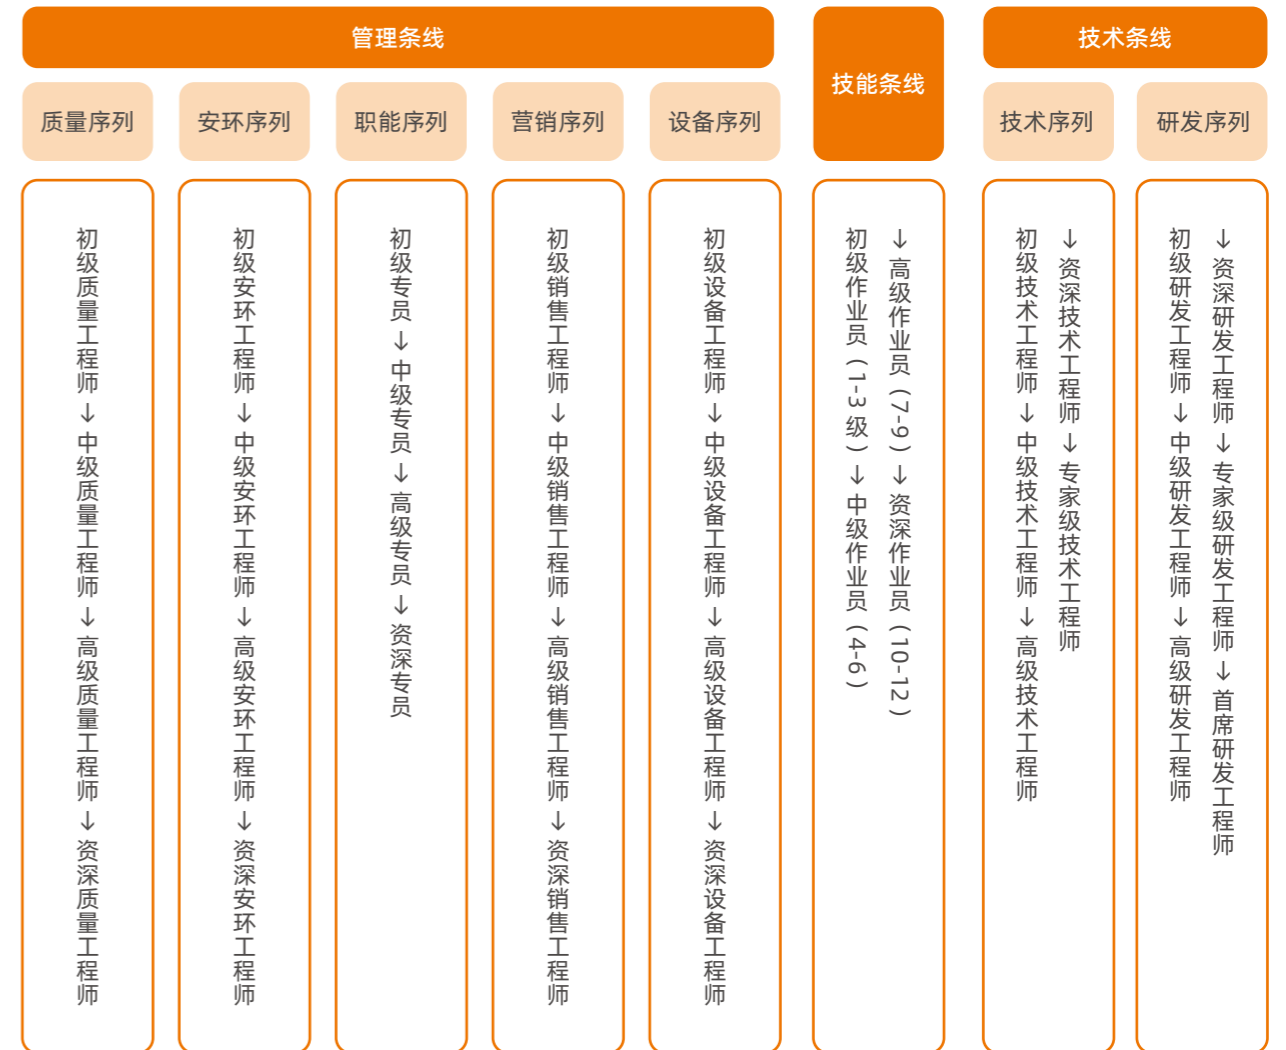 管理条线
质量序列
安环序列
职能序列
营销序列
设备序列
技能条线
技术条线
技术序列
研发序列
初级质量工程师→中级质量工程师→高级质量工程师→资深质量工程师
初级安环工程师→中级安环工程师→高级安环工程师→资深安环工程师
初级专员→中级专员→高级专员→资深专员
初级销售工程师→中级销售工程师→高级销售工程师→资深销售工程师
初级设备工程师→中级设备工程师→高级设备工程师→资深设备工程师
初级作业员（1-3级）→中级作业员（4-6）
→高级作业员（7-9）→资深作业员（10-12）
初级技术工程师→中级技术工程师→高级技术工程师
→资深技术工程师→专家级技术工程师
初级研发工程师→中级研发工程师→高级研发工程师
→资深研发工程师→专家级研发工程师→首席研发工程师